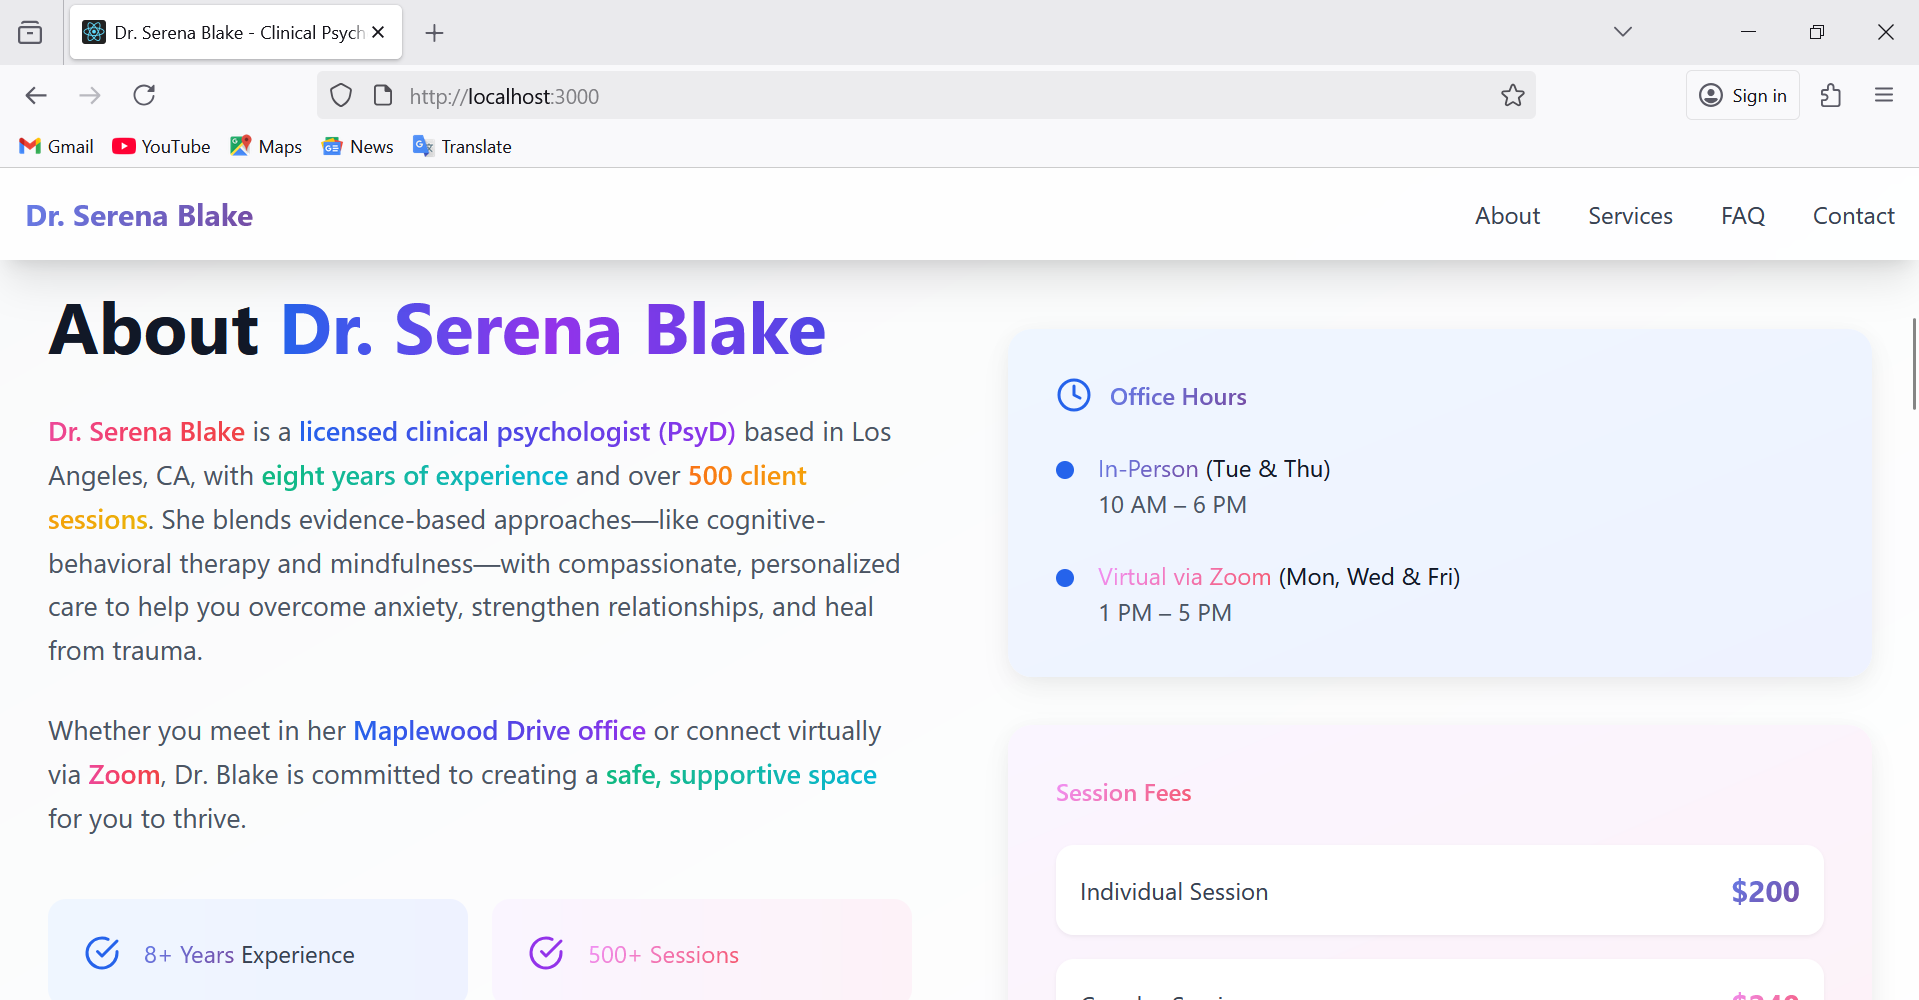 Dr. Serena Blake - Clinical Psych
http://localhost:3000
Sign in
Gmail
YouTube
Maps
News
Translate
Dr. Serena Blake
About
Services
FAQ
Contact
About Dr. Serena Blake
Dr. Serena Blake is a licensed clinical psychologist (PsyD) based in Los
Angeles, CA, with eight years of experience and over 500 client
sessions. She blends evidence-based approaches—like cognitive-
behavioral therapy and mindfulness—with compassionate, personalized
care to help you overcome anxiety, strengthen relationships, and heal
from trauma.
Whether you meet in her Maplewood Drive office or connect virtually
via Zoom, Dr. Blake is committed to creating a safe, supportive space
for you to thrive.
8+ Years Experience
500+ Sessions
Office Hours
In-Person (Tue & Thu)
10 AM – 6 PM
Virtual via Zoom (Mon, Wed & Fri)
1 PM – 5 PM
Session Fees
Individual Session
$200